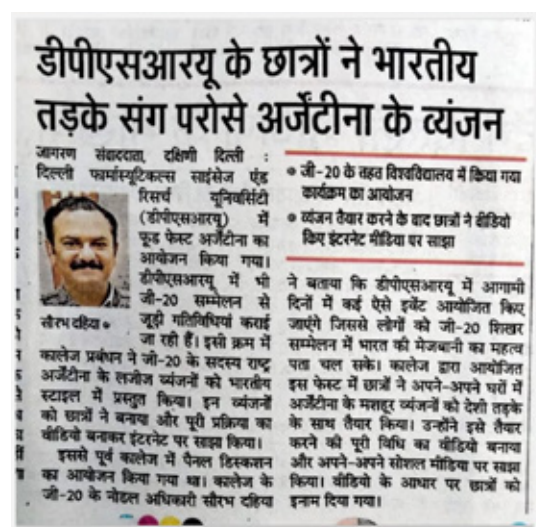 डीपीएसआरयू के छात्रों ने भारतीय
तड़के संग परोसे अर्जेंटीना के व्यंजन
जागरण संवाददाता, दक्षिणी दिल्ली :
दिल्ली फार्मास्यूटिकल्स साइंसेज एंड
रिसर्च यूनिवर्सिटी
(डीपीएसआरयू) में
फूड फेस्ट अर्जेंटीना का
आयोजन किया गया।
डीपीएसआरयू में भी
जी-20 सम्मेलन से
जूड़ी गतिविधियां कराई
जा रही हैं। इसी क्रम में
सौरभ दहिया
कालेज प्रबंधन ने जी-20 के सदस्य राष्ट्र
अर्जेंटीना के लजीज व्यंजनों को भारतीय
स्टाइल में प्रस्तुत किया। इन व्यंजनों
को छात्रों ने बनाया और पूरी प्रक्रिया का
वीडियो बनाकर इंटरनेट पर साझा किया।
इससे पूर्व कालेज में पैनल डिस्कशन
का आयोजन किया गया था। कालेज के
जी-20 के नोडल अधिकारी सौरभ दहिया
जी-20 के तहत विश्वविद्यालय में किया गया
कार्यक्रम का आयोजन
व्यंजन तैयार करने के बाद छात्रों ने वीडियो
किए इंटरनेट मीडिया पर साझा
ने बताया कि डीपीएसआरयू में आगामी
दिनों में कई ऐसे इवेंट आयोजित किए
जाएंगे जिससे लोगों को जी-20 शिखर
सम्मेलन में भारत की मेजबानी का महत्व
पता चल सके। कालेज द्वारा आयोजित
इस फेस्ट में छात्रों ने अपने-अपने घरों में
अर्जेंटीना के मशहूर व्यंजनों को देशी तड़के
के साथ तैयार किया। उन्होंने इसे तैयार
करने की पूरी विधि का वीडियो बनाया
और अपने-अपने सोशल मीडिया पर साझा
किया। वीडियो के आधार पर छात्रों को
इनाम दिया गया।